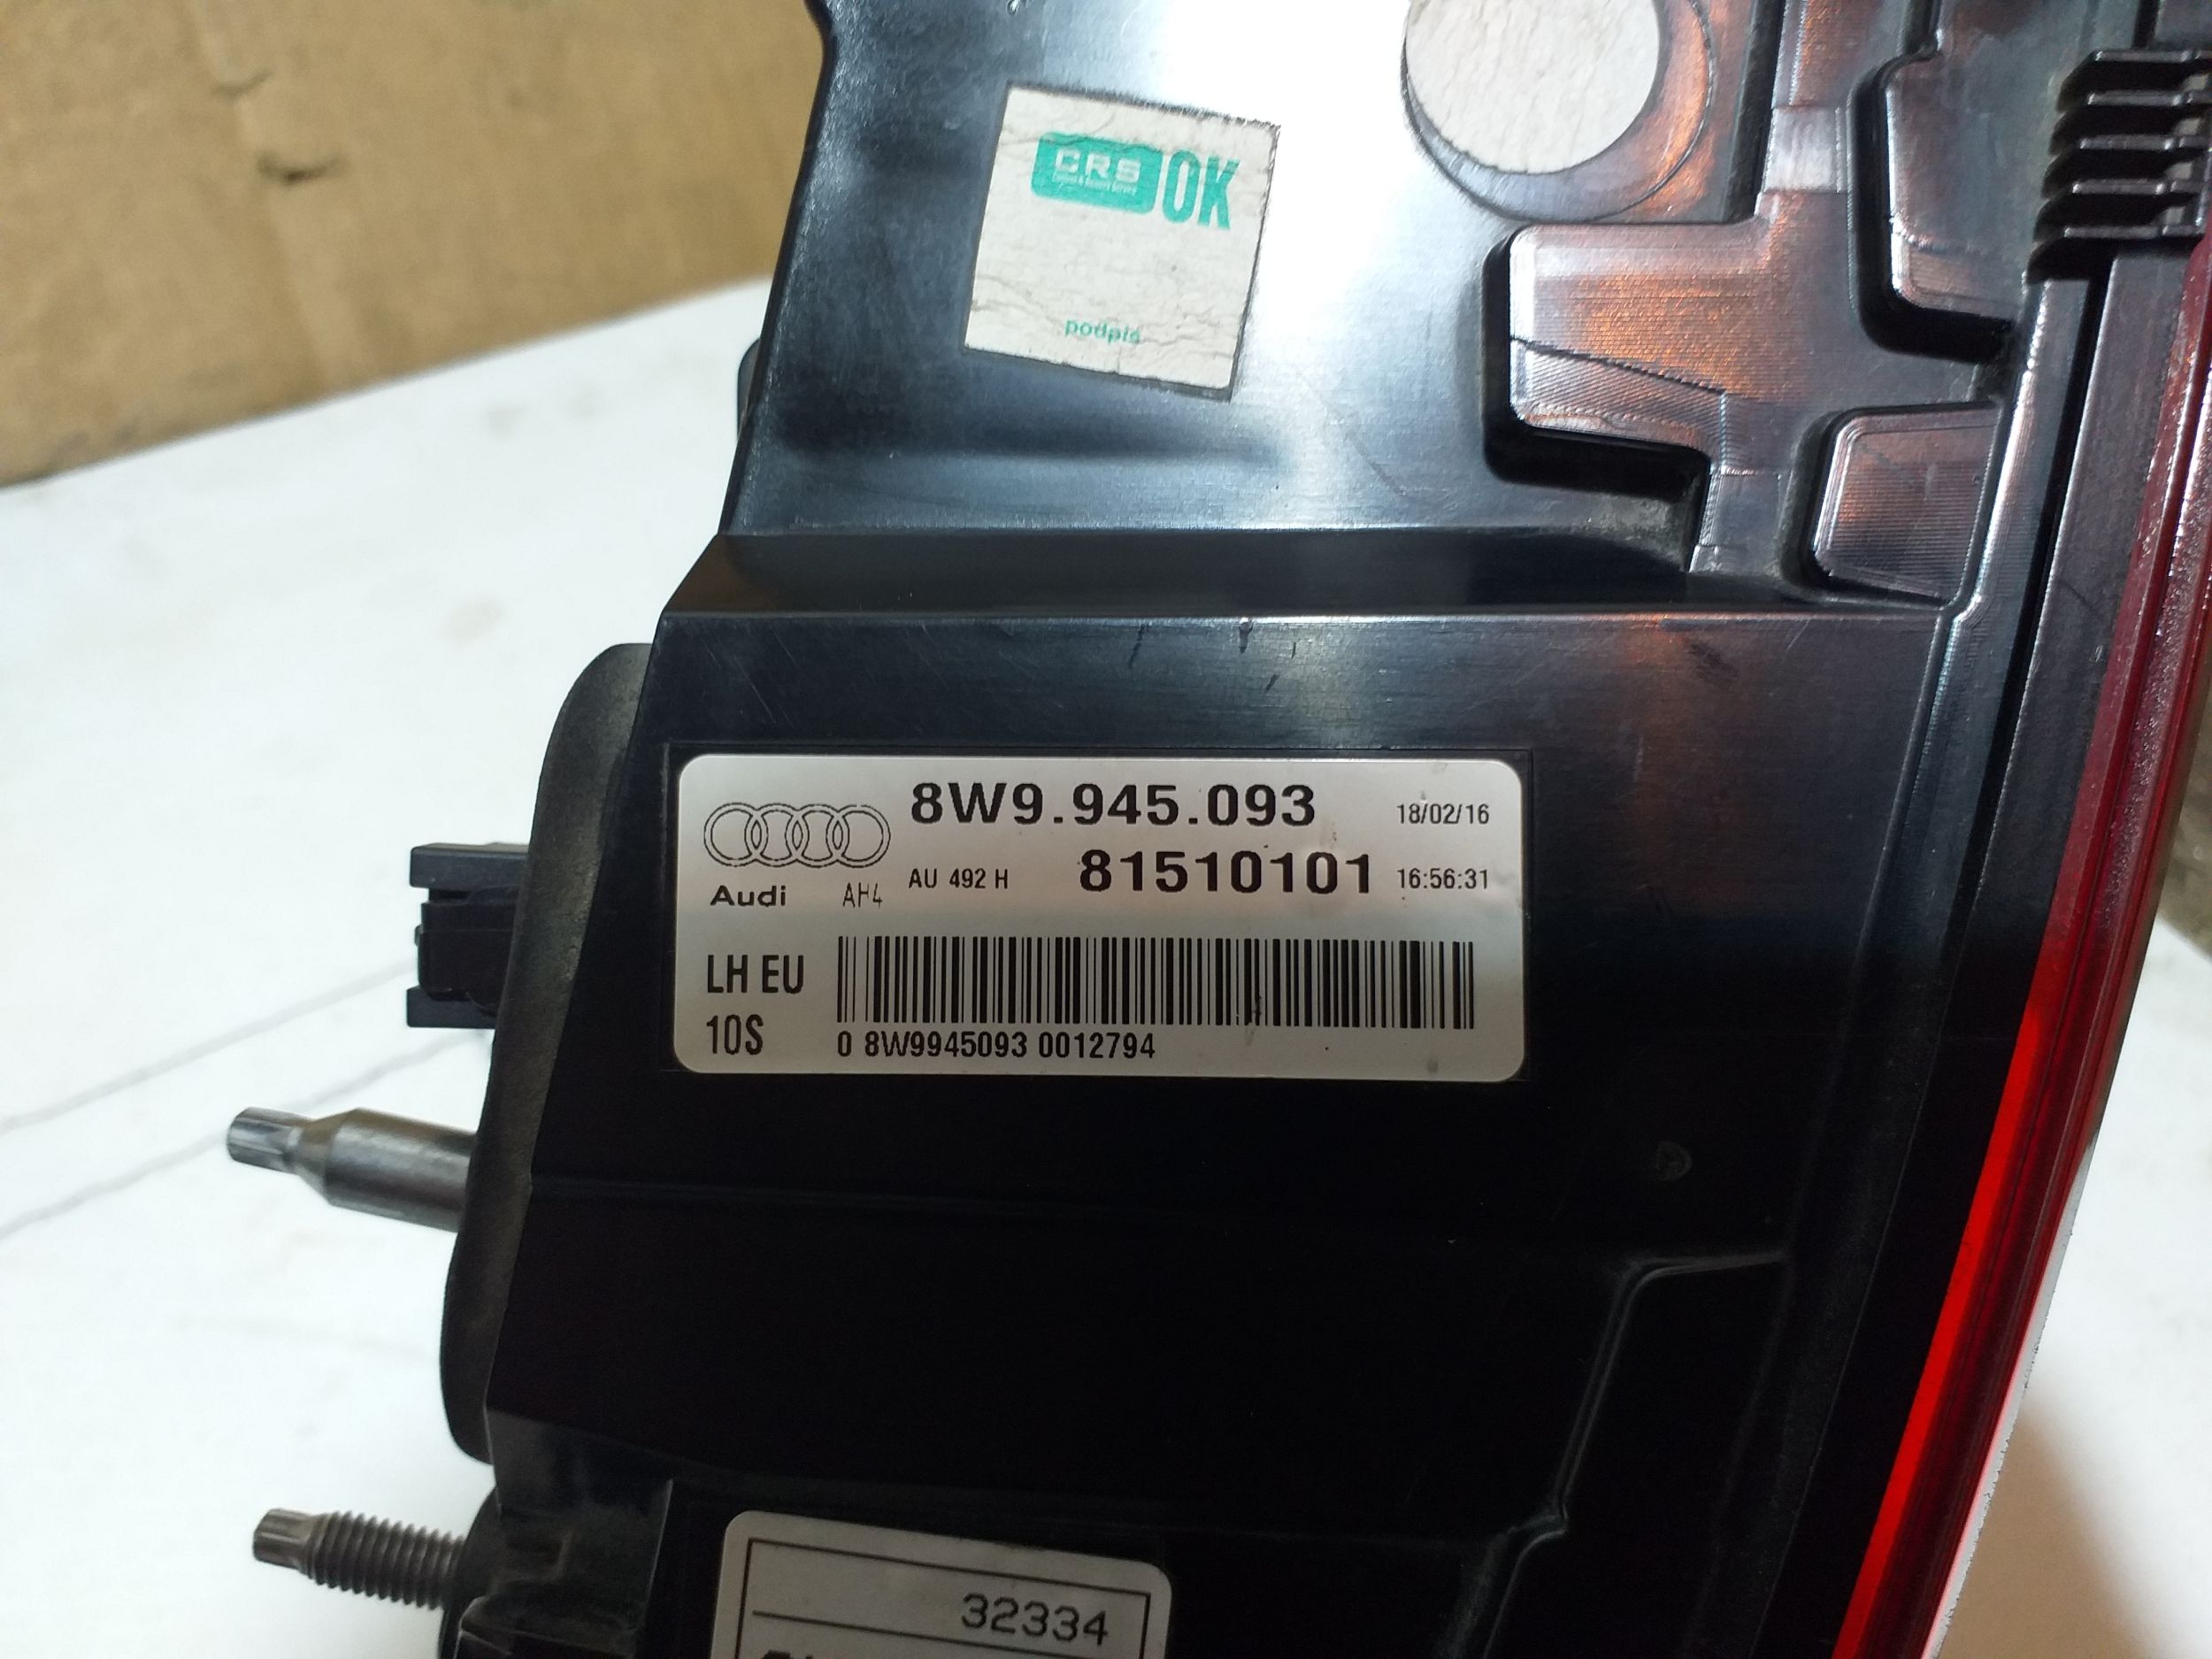 CRS OK
podpis
8W9.945.093 18/02/16
AU 492 H 81510101 16:56:31
Audi AH4
LH EU
10S
0 8W9945093 0012794
32334